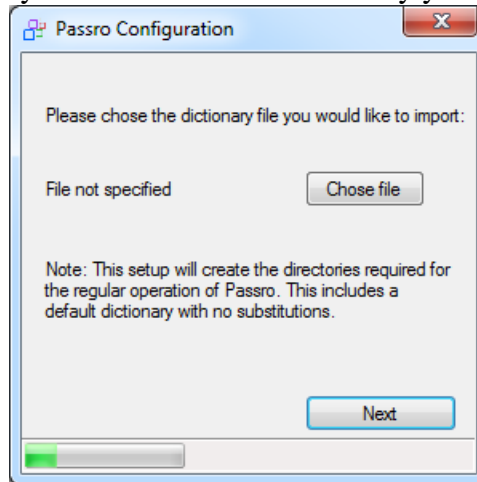 Passro Configuration
Please chose the dictionary file you would like to import:
File not specified
Chose file
Note: This setup will create the directories required for
the regular operation of Passro. This includes a
default dictionary with no substitutions.
Next